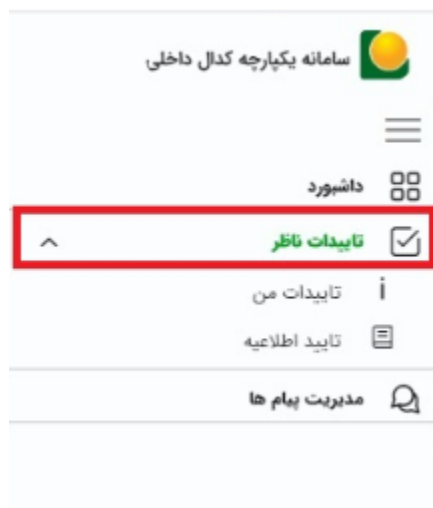 سامانه یکپارچه کدال داخلی
داشبورد
تاییدات ناظر
تاییدات من
تایید اطلاعیه
مدیریت پیام ها